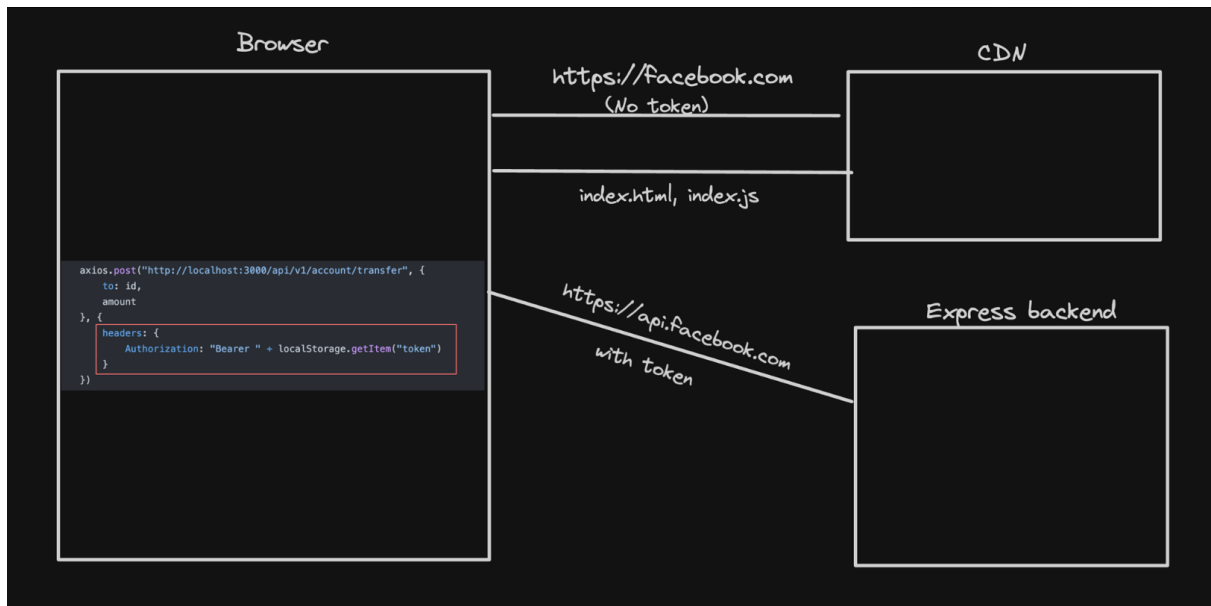 Browser
CDN
https://facebook.com
(No token)
index.html, index.js
axios.post("http://localhost:3000/api/v1/account/transfer", {
to: id,
amount
}, {
headers: {
Authorization: "Bearer " + localStorage.getItem("token")
}
})
https://api.facebook.com
with token
Express backend